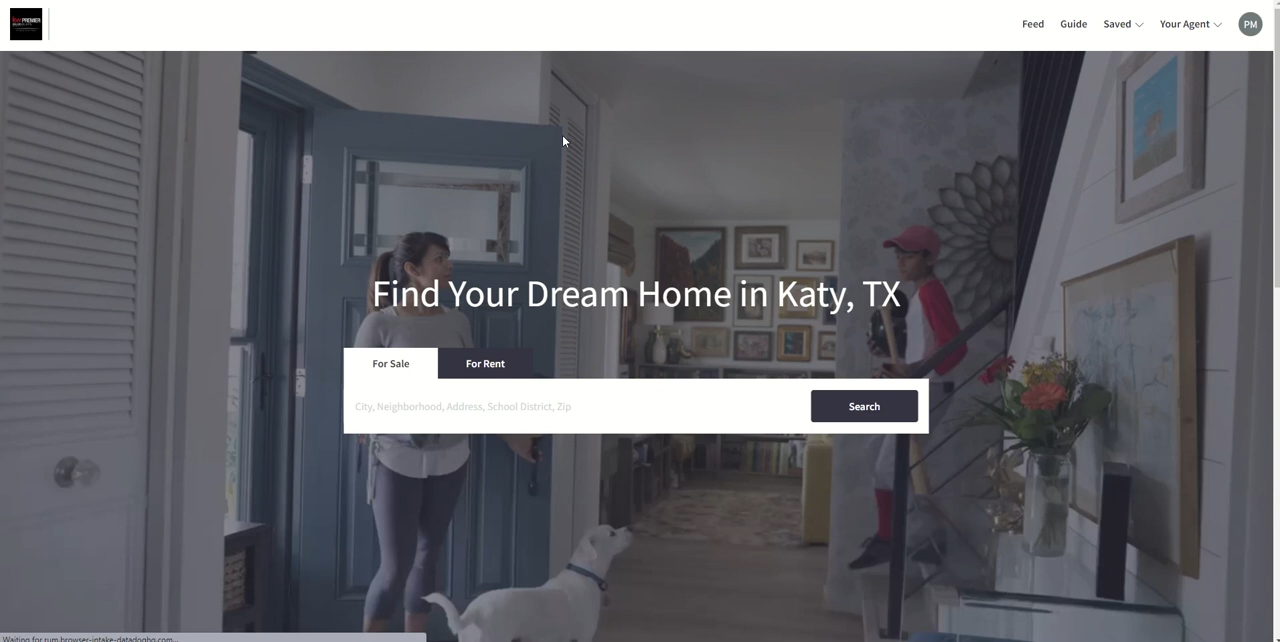 PREMIER
Feed
Guide
Saved
Your Agent
PM
Find Your Dream Home in Katy, TX
For Sale
For Rent
City, Neighborhood, Address, School District, Zip
Search
Waiting for rum.browser-intake-datadoghq.com...